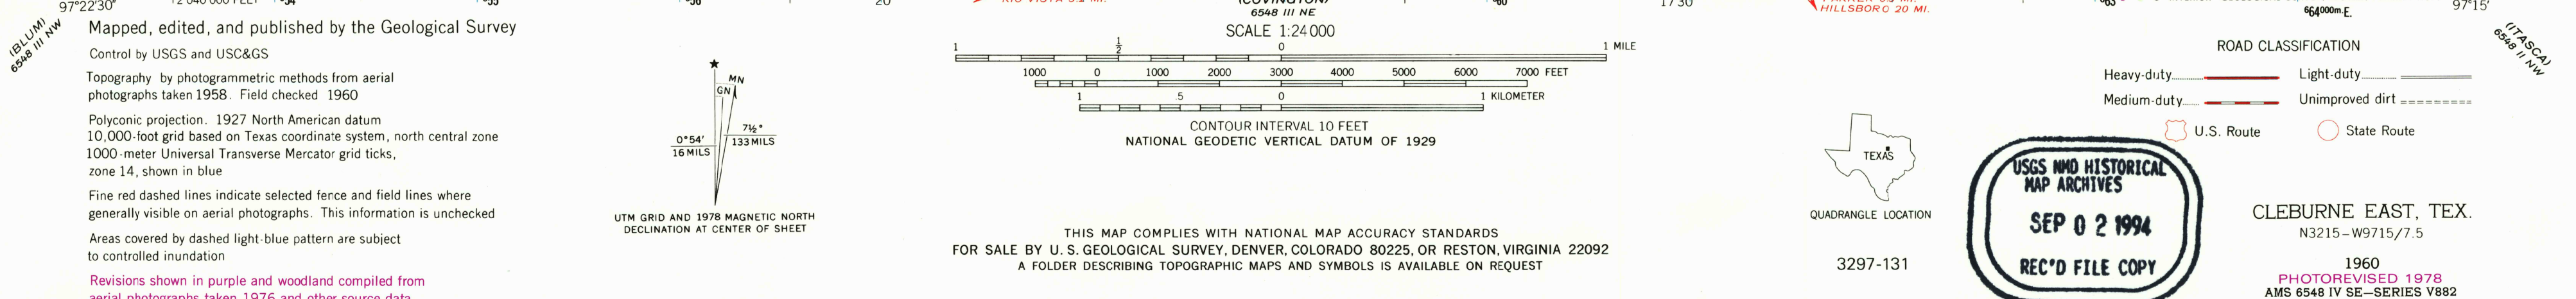 97°22'30"
20'
(COVINGTON)
6548 III NE
17'30"
HILLSBORO 20 MI.
664000m.E.
97°15'
(BLUM)
6548 III NW
(ITASCA)
6548 II NW
Mapped, edited, and published by the Geological Survey
Control by USGS and USC&GS
Topography by photogrammetric methods from aerial
photographs taken 1958. Field checked 1960
Polyconic projection. 1927 North American datum
10,000-foot grid based on Texas coordinate system, north central zone
1000-meter Universal Transverse Mercator grid ticks,
zone 14, shown in blue
Fine red dashed lines indicate selected fence and field lines where
generally visible on aerial photographs. This information is unchecked
Areas covered by dashed light-blue pattern are subject
to controlled inundation
Revisions shown in purple and woodland compiled from
aerial photographs taken 1976 and other source data
MN
GN
0°54'
16 MILS
7½°
133 MILS
UTM GRID AND 1978 MAGNETIC NORTH
DECLINATION AT CENTER OF SHEET
SCALE 1:24 000
1 ½ 0 1 MILE
1000 0 1000 2000 3000 4000 5000 6000 7000 FEET
1 .5 0 1 KILOMETER
CONTOUR INTERVAL 10 FEET
NATIONAL GEODETIC VERTICAL DATUM OF 1929
THIS MAP COMPLIES WITH NATIONAL MAP ACCURACY STANDARDS
FOR SALE BY U. S. GEOLOGICAL SURVEY, DENVER, COLORADO 80225, OR RESTON, VIRGINIA 22092
A FOLDER DESCRIBING TOPOGRAPHIC MAPS AND SYMBOLS IS AVAILABLE ON REQUEST
TEXAS
QUADRANGLE LOCATION
3297-131
ROAD CLASSIFICATION
Heavy-duty Light-duty
Medium-duty Unimproved dirt
U.S. Route State Route
USGS NMD HISTORICAL
MAP ARCHIVES
SEP 0 2 1994
REC'D FILE COPY
CLEBURNE EAST, TEX.
N3215—W9715/7.5
1960
PHOTOREVISED 1978
AMS 6548 IV SE—SERIES V882